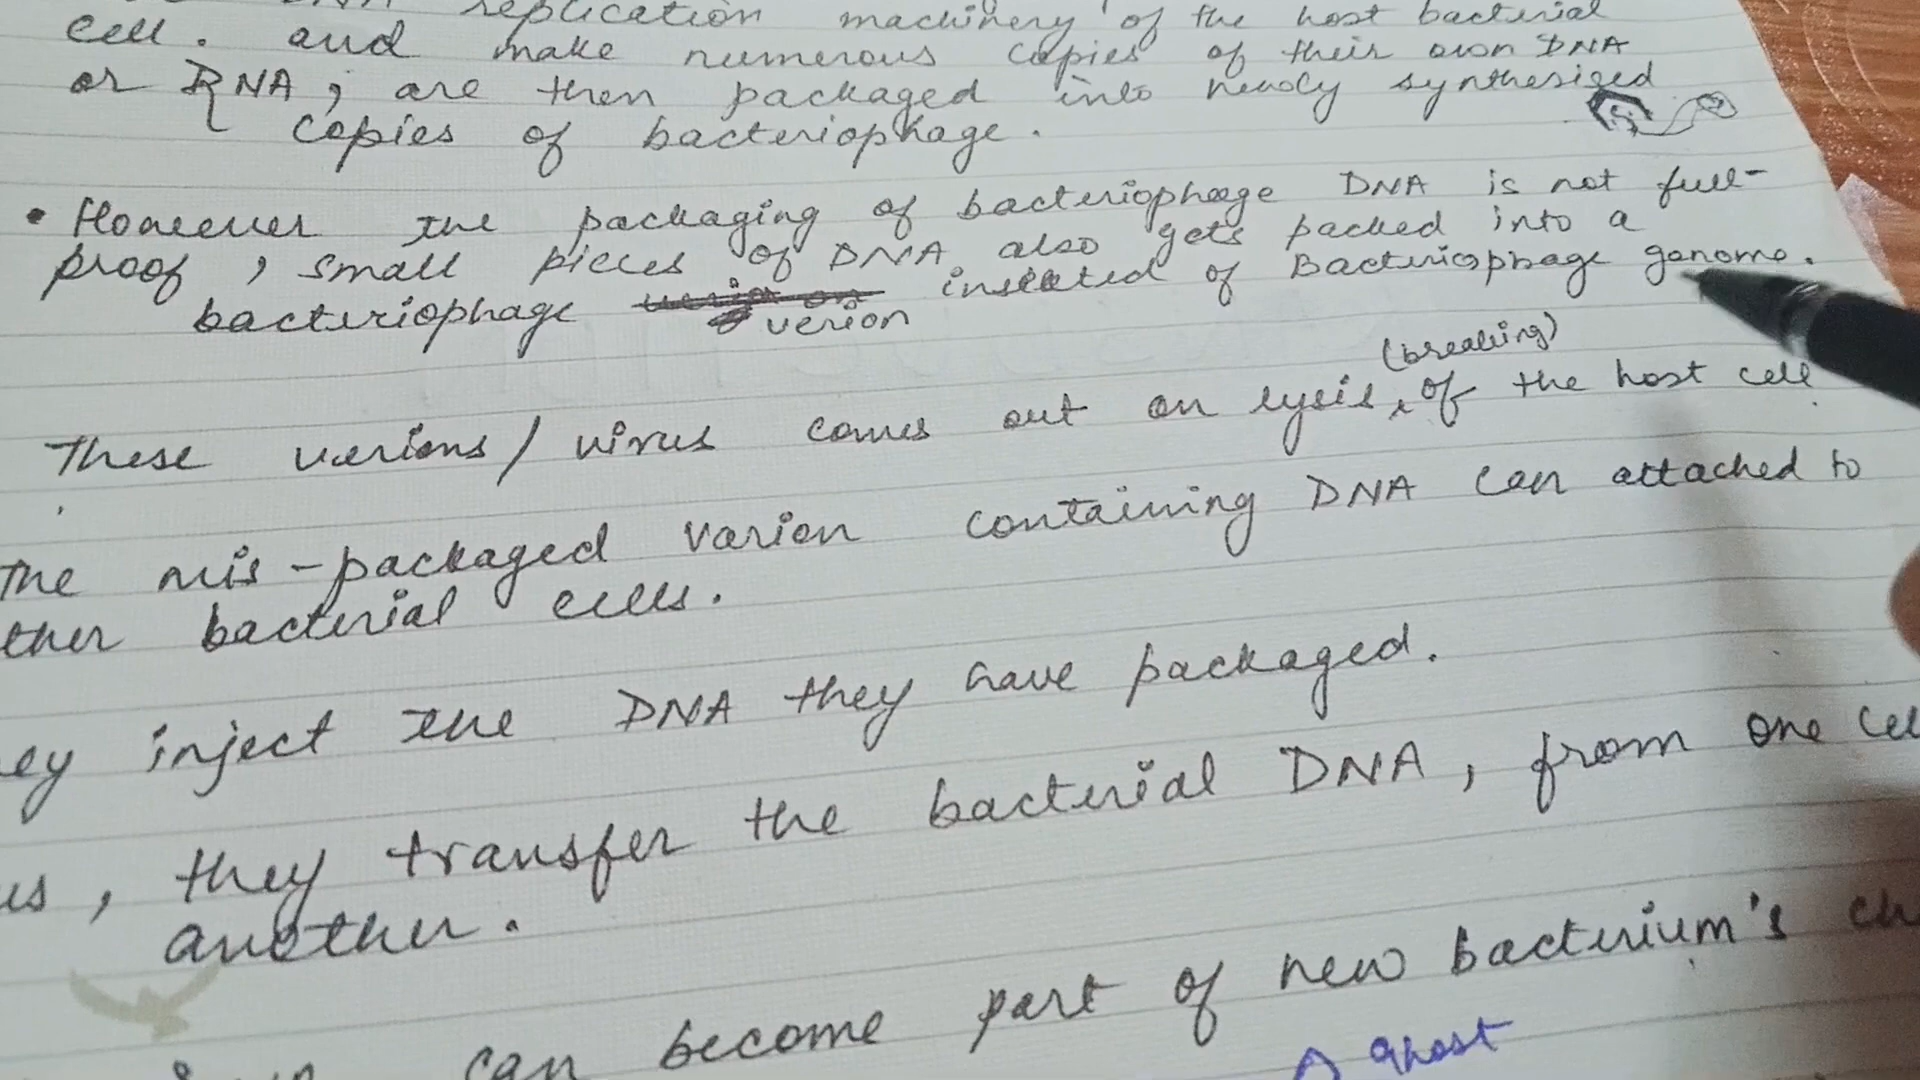 DNA replication machinery of the host bacterial
cell. and make numerous copies of their own DNA
or RNA, are then packaged into newly synthesised
copies of bacteriophage.
• However the packaging of bacteriophage DNA is not full-
proof, small pieces of DNA also gets packed into a
bacteriophage verion insteted of Bacteriophage genome.
(breaking)
These verions/virus comes out on lysis of the host cell.
The mis-packaged varion containing DNA can attached to
ther bacterial cells.
ey inject the DNA they have packaged.
us, they transfer the bacterial DNA, from one cel
another.
can become part of new bacterium's ch
ghost